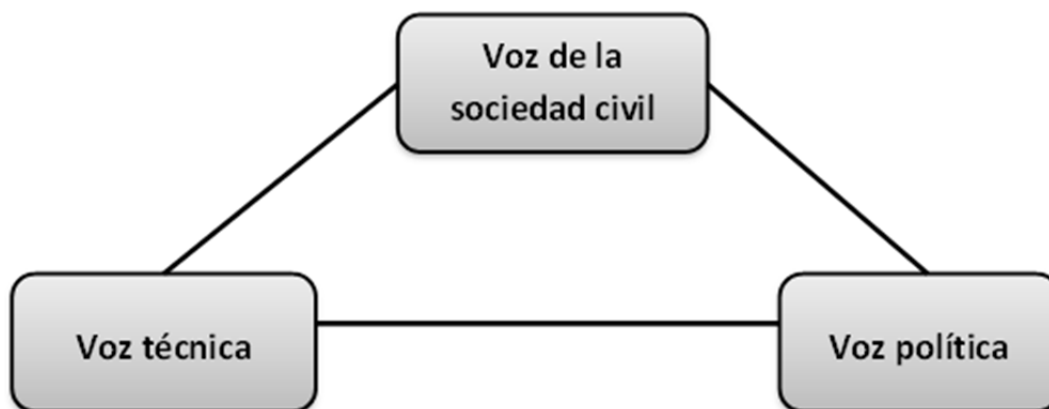 Voz de la
sociedad civil
Voz técnica
Voz política